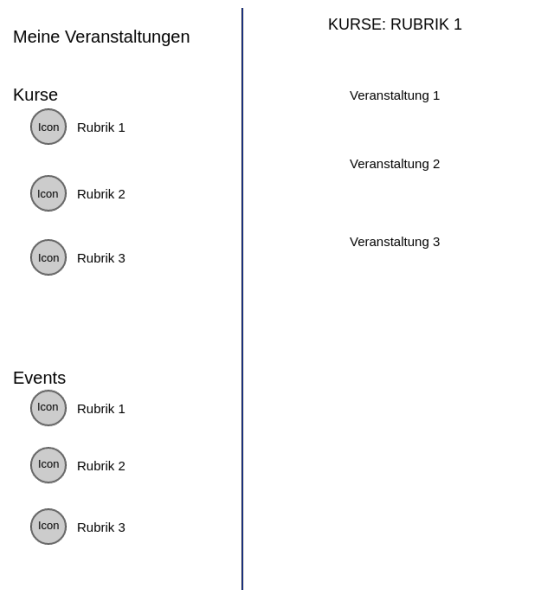 Meine Veranstaltungen
Kurse
Icon Rubrik 1
Icon Rubrik 2
Icon Rubrik 3
Events
Icon Rubrik 1
Icon Rubrik 2
Icon Rubrik 3
KURSE: RUBRIK 1
Veranstaltung 1
Veranstaltung 2
Veranstaltung 3